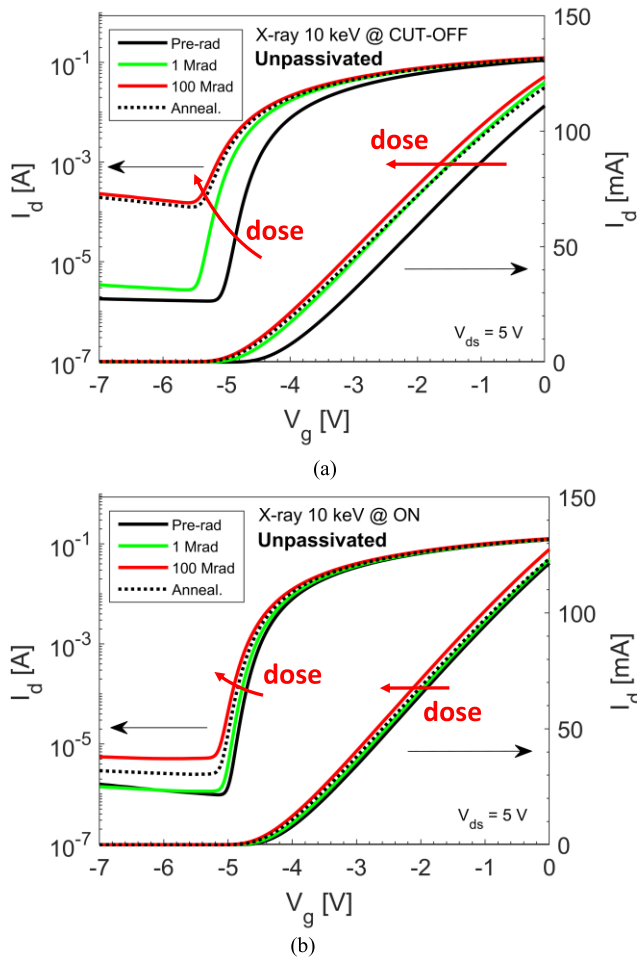 X-ray 10 keV @ CUT-OFF
Unpassivated
Pre-rad
1 Mrad
100 Mrad
Anneal.
dose
dose
V_ds = 5 V
10^-1
10^-3
10^-5
10^-7
I_d [A]
150
100
50
0
I_d [mA]
-7 -6 -5 -4 -3 -2 -1 0
V_g [V]
(a)
X-ray 10 keV @ ON
Unpassivated
Pre-rad
1 Mrad
100 Mrad
Anneal.
dose
dose
V_ds = 5 V
10^-1
10^-3
10^-5
10^-7
I_d [A]
150
100
50
0
I_d [mA]
-7 -6 -5 -4 -3 -2 -1 0
V_g [V]
(b)